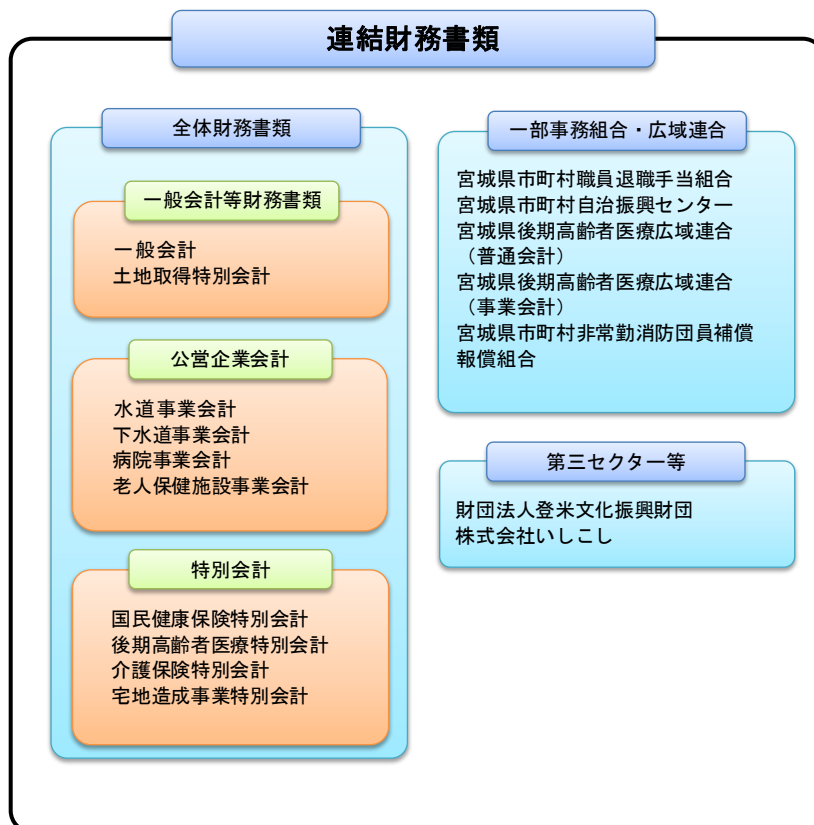 連結財務書類
全体財務書類
一般会計等財務書類
一般会計
土地取得特別会計
公営企業会計
水道事業会計
下水道事業会計
病院事業会計
老人保健施設事業会計
特別会計
国民健康保険特別会計
後期高齢者医療特別会計
介護保険特別会計
宅地造成事業特別会計
一部事務組合・広域連合
宮城県市町村職員退職手当組合
宮城県市町村自治振興センター
宮城県後期高齢者医療広域連合
（普通会計）
宮城県後期高齢者医療広域連合
（事業会計）
宮城県市町村非常勤消防団員補償
報償組合
第三セクター等
財団法人登米文化振興財団
株式会社いしこし